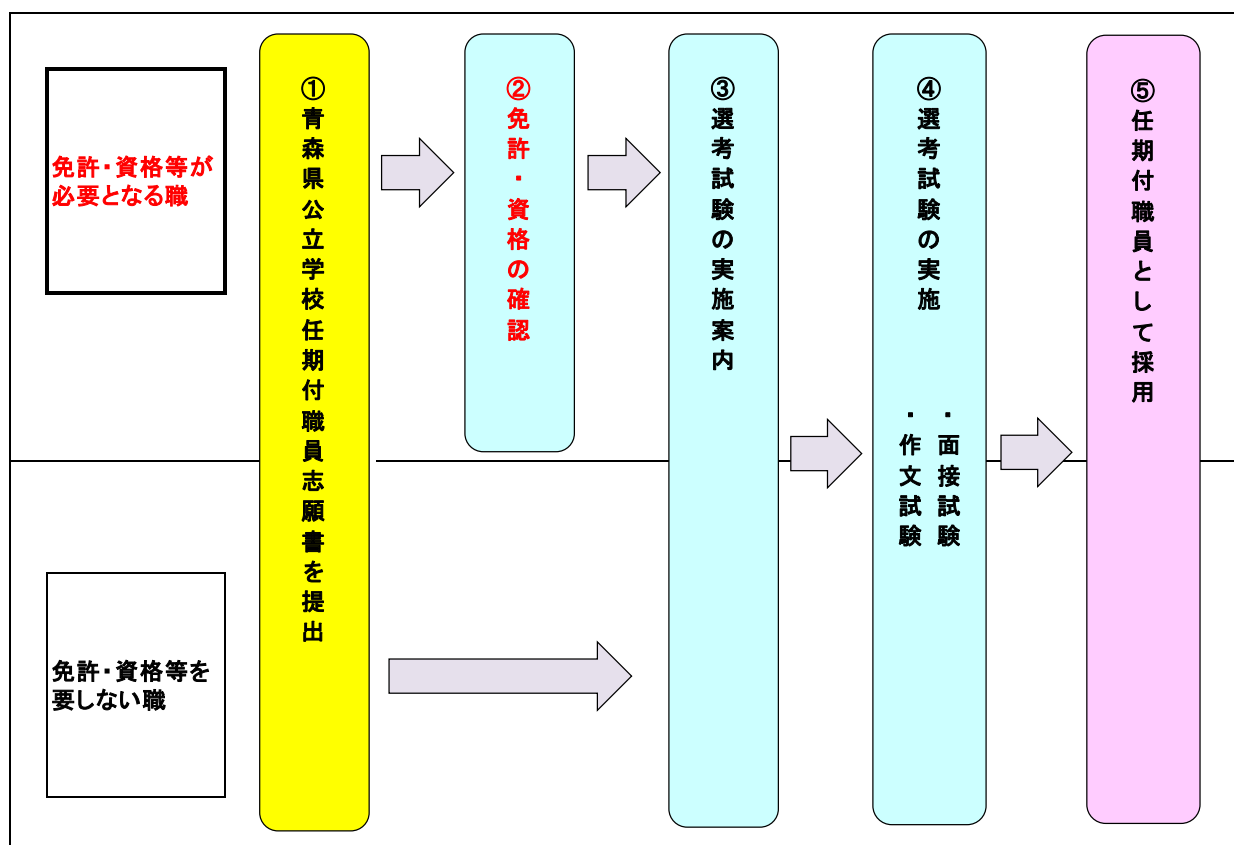 免許・資格等が
必要となる職
①青森県公立学校任期付職員志願書を提出
②免許・資格の確認
③選考試験の実施案内
④選考試験の実施
・面接試験
・作文試験
⑤任期付職員として採用
免許・資格等を
要しない職